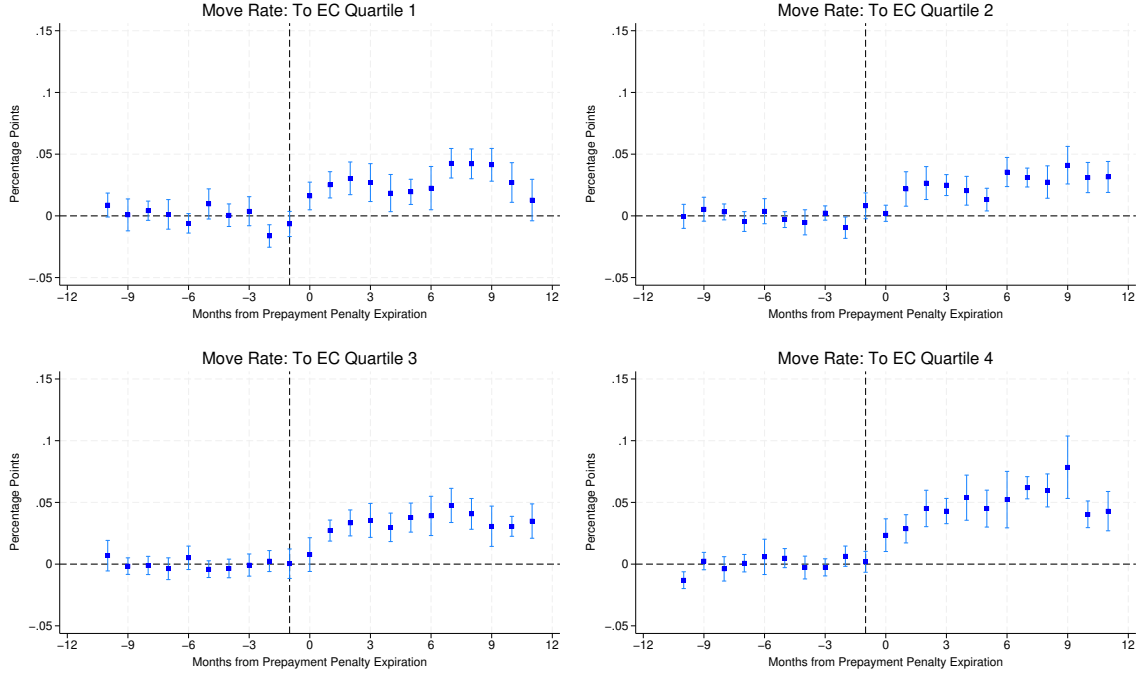 Move Rate: To EC Quartile 1
.15
.1
.05
0
−.05
Percentage Points
−12 −9 −6 −3 0 3 6 9 12
Months from Prepayment Penalty Expiration
Move Rate: To EC Quartile 2
.15
.1
.05
0
−.05
Percentage Points
−12 −9 −6 −3 0 3 6 9 12
Months from Prepayment Penalty Expiration
Move Rate: To EC Quartile 3
.15
.1
.05
0
−.05
Percentage Points
−12 −9 −6 −3 0 3 6 9 12
Months from Prepayment Penalty Expiration
Move Rate: To EC Quartile 4
.15
.1
.05
0
−.05
Percentage Points
−12 −9 −6 −3 0 3 6 9 12
Months from Prepayment Penalty Expiration